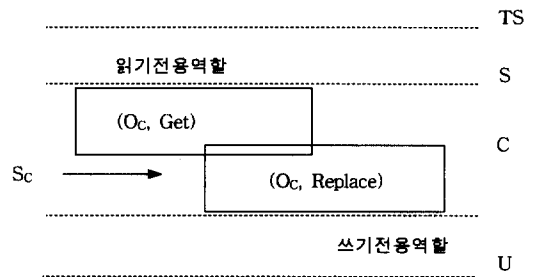 TS
읽기전용역할
S
(Oc, Get)
C
Sc
(Oc, Replace)
쓰기전용역할
U